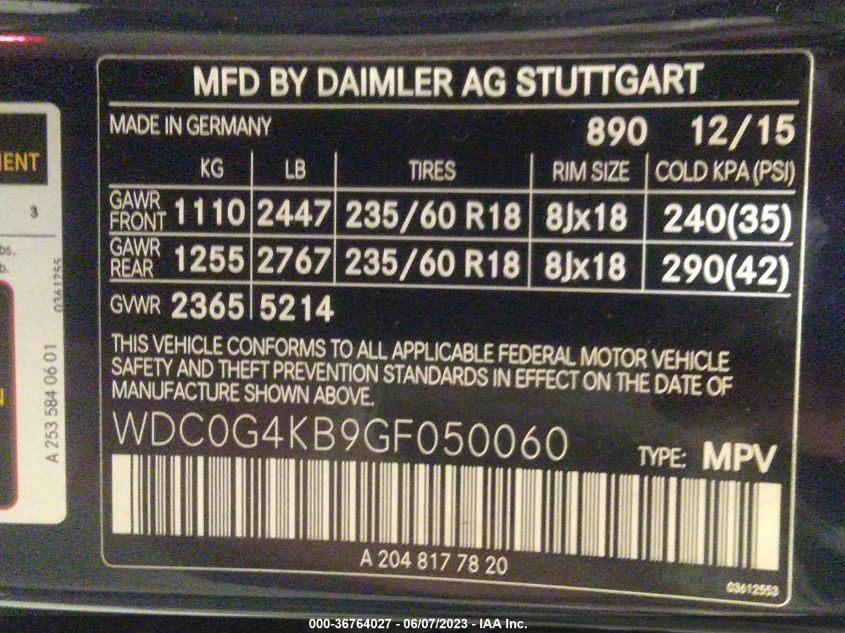 MFD BY DAIMLER AG STUTTGART
MADE IN GERMANY 890 12/15
KG LB TIRES RIM SIZE COLD KPA (PSI)
GAWR FRONT 1110 2447 235/60 R18 8Jx18 240(35)
GAWR REAR 1255 2767 235/60 R18 8Jx18 290(42)
GVWR 2365 5214
THIS VEHICLE CONFORMS TO ALL APPLICABLE FEDERAL MOTOR VEHICLE
SAFETY AND THEFT PREVENTION STANDARDS IN EFFECT ON THE DATE OF
MANUFACTURE SHOWN ABOVE.
WDC0G4KB9GF050060
TYPE: MPV
A 204 817 78 20
03612553
3
A 253 584 06 01
0361255
000-36764027 - 06/07/2023 - IAA Inc.